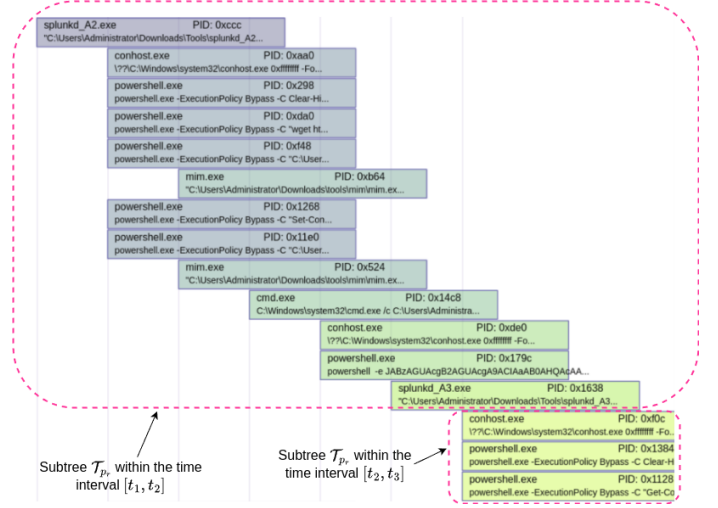 splunkd_A2.exe PID: 0xccc
"C:\Users\Administrator\Downloads\Tools\splunkd_A2...
conhost.exe PID: 0xaa0
\??\C:\Windows\system32\conhost.exe 0xffffffff -Fo...
powershell.exe PID: 0x298
powershell.exe -ExecutionPolicy Bypass -C Clear-Hi...
powershell.exe PID: 0xda0
powershell.exe -ExecutionPolicy Bypass -C "wget ht...
powershell.exe PID: 0xf48
powershell.exe -ExecutionPolicy Bypass -C "C:\User...
mim.exe PID: 0xb64
"C:\Users\Administrator\Downloads\tools\mim\mim.ex...
powershell.exe PID: 0x1268
powershell.exe -ExecutionPolicy Bypass -C "Set-Con...
powershell.exe PID: 0x11e0
powershell.exe -ExecutionPolicy Bypass -C "C:\User...
mim.exe PID: 0x524
"C:\Users\Administrator\Downloads\tools\mim\mim.ex...
cmd.exe PID: 0x14c8
C:\Windows\system32\cmd.exe /c C:\Users\Administra...
conhost.exe PID: 0xde0
\??\C:\Windows\system32\conhost.exe 0xffffffff -Fo...
powershell.exe PID: 0x179c
powershell -e JABzAGUAcgB2AGUAcgA9ACIAaAB0AHQAcAA...
splunkd_A3.exe PID: 0x1638
"C:\Users\Administrator\Downloads\Tools\splunkd_A3...
conhost.exe PID: 0xf0c
\??\C:\Windows\system32\conhost.exe 0xffffffff -Fo..
powershell.exe PID: 0x1384
powershell.exe -ExecutionPolicy Bypass -C Clear-H
powershell.exe PID: 0x1128
powershell.exe -ExecutionPolicy Bypass -C "Get-Co
Subtree 𝒯ₚᵣ within the time
interval [t₁, t₂]
Subtree 𝒯ₚᵣ within the
time interval [t₂, t₃]